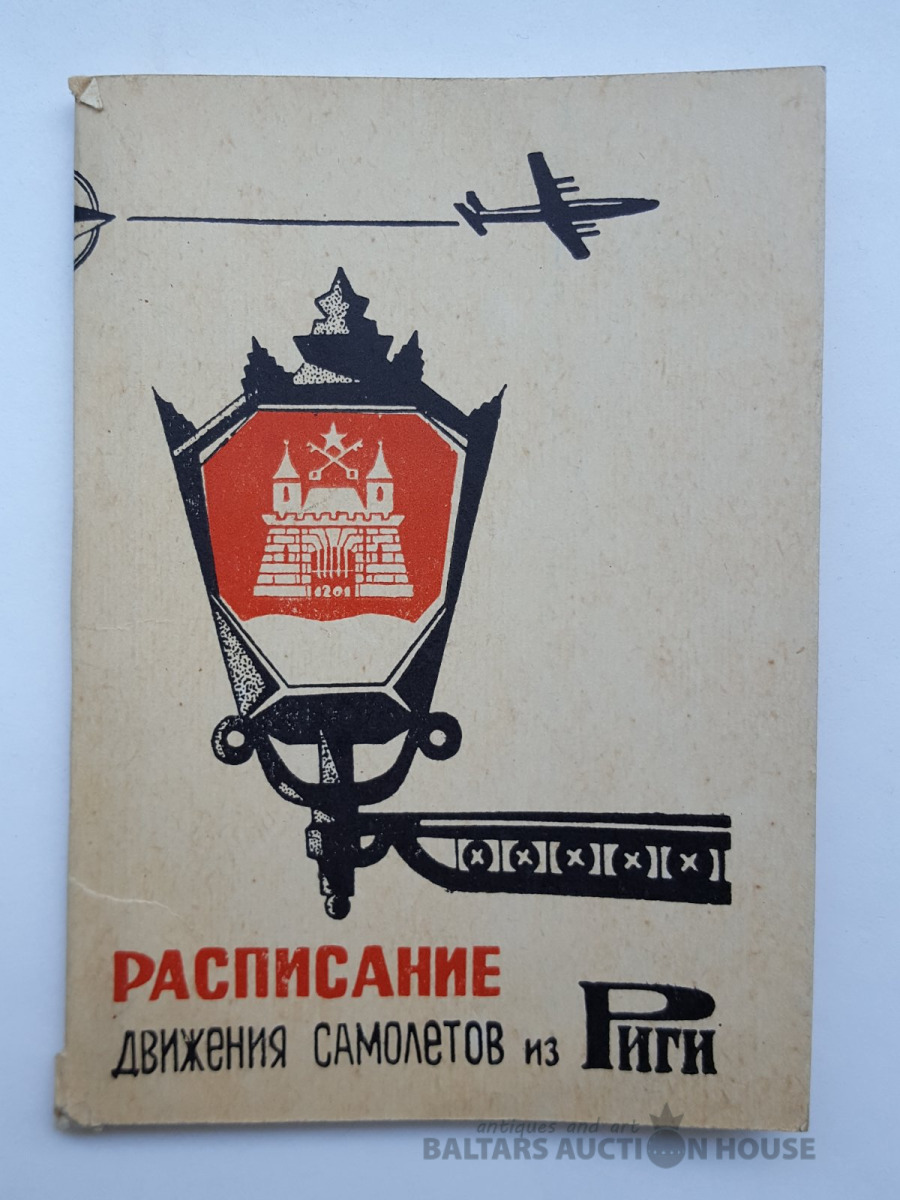 1201
РАСПИСАНИЕ
ДВИЖЕНИЯ САМОЛЕТОВ ИЗ РИГИ
antiques and art
BALTARS AUCTION HOUSE